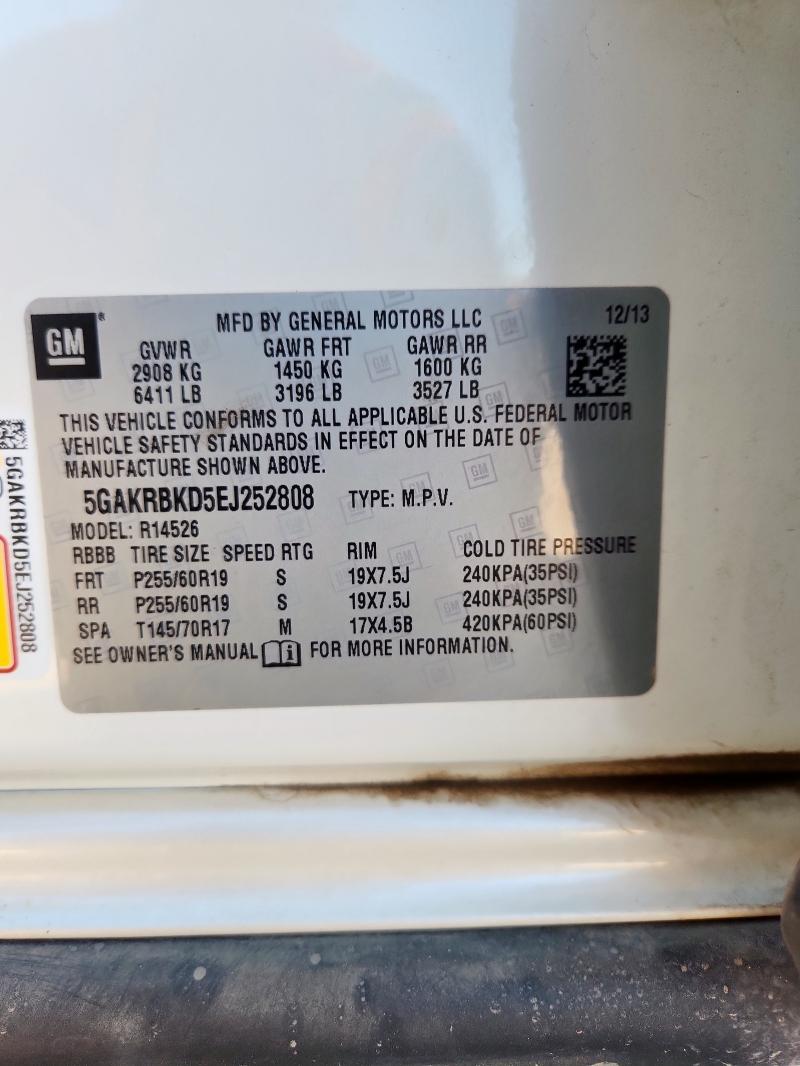 GM
®
MFD BY GENERAL MOTORS LLC 12/13
GVWR GAWR FRT GAWR RR
2908 KG 1450 KG 1600 KG
6411 LB 3196 LB 3527 LB
THIS VEHICLE CONFORMS TO ALL APPLICABLE U.S. FEDERAL MOTOR
VEHICLE SAFETY STANDARDS IN EFFECT ON THE DATE OF
MANUFACTURE SHOWN ABOVE.
5GAKRBKD5EJ252808 TYPE: M.P.V.
MODEL: R14526
RBBB TIRE SIZE SPEED RTG RIM COLD TIRE PRESSURE
FRT P255/60R19 S 19X7.5J 240KPA(35PSI)
RR P255/60R19 S 19X7.5J 240KPA(35PSI)
SPA T145/70R17 M 17X4.5B 420KPA(60PSI)
SEE OWNER'S MANUAL i FOR MORE INFORMATION.
5GAKRBKD5EJ252808